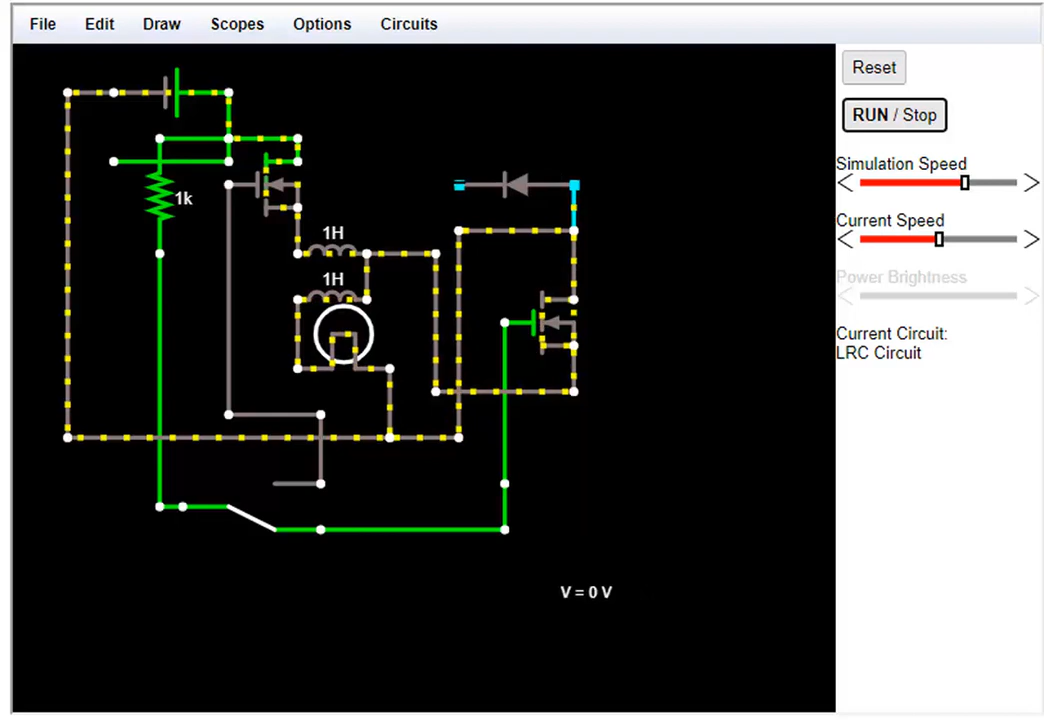 File Edit Draw Scopes Options Circuits
Reset
RUN / Stop
Simulation Speed
Current Speed
Power Brightness
Current Circuit:
LRC Circuit
1k
1H
1H
V = 0 V